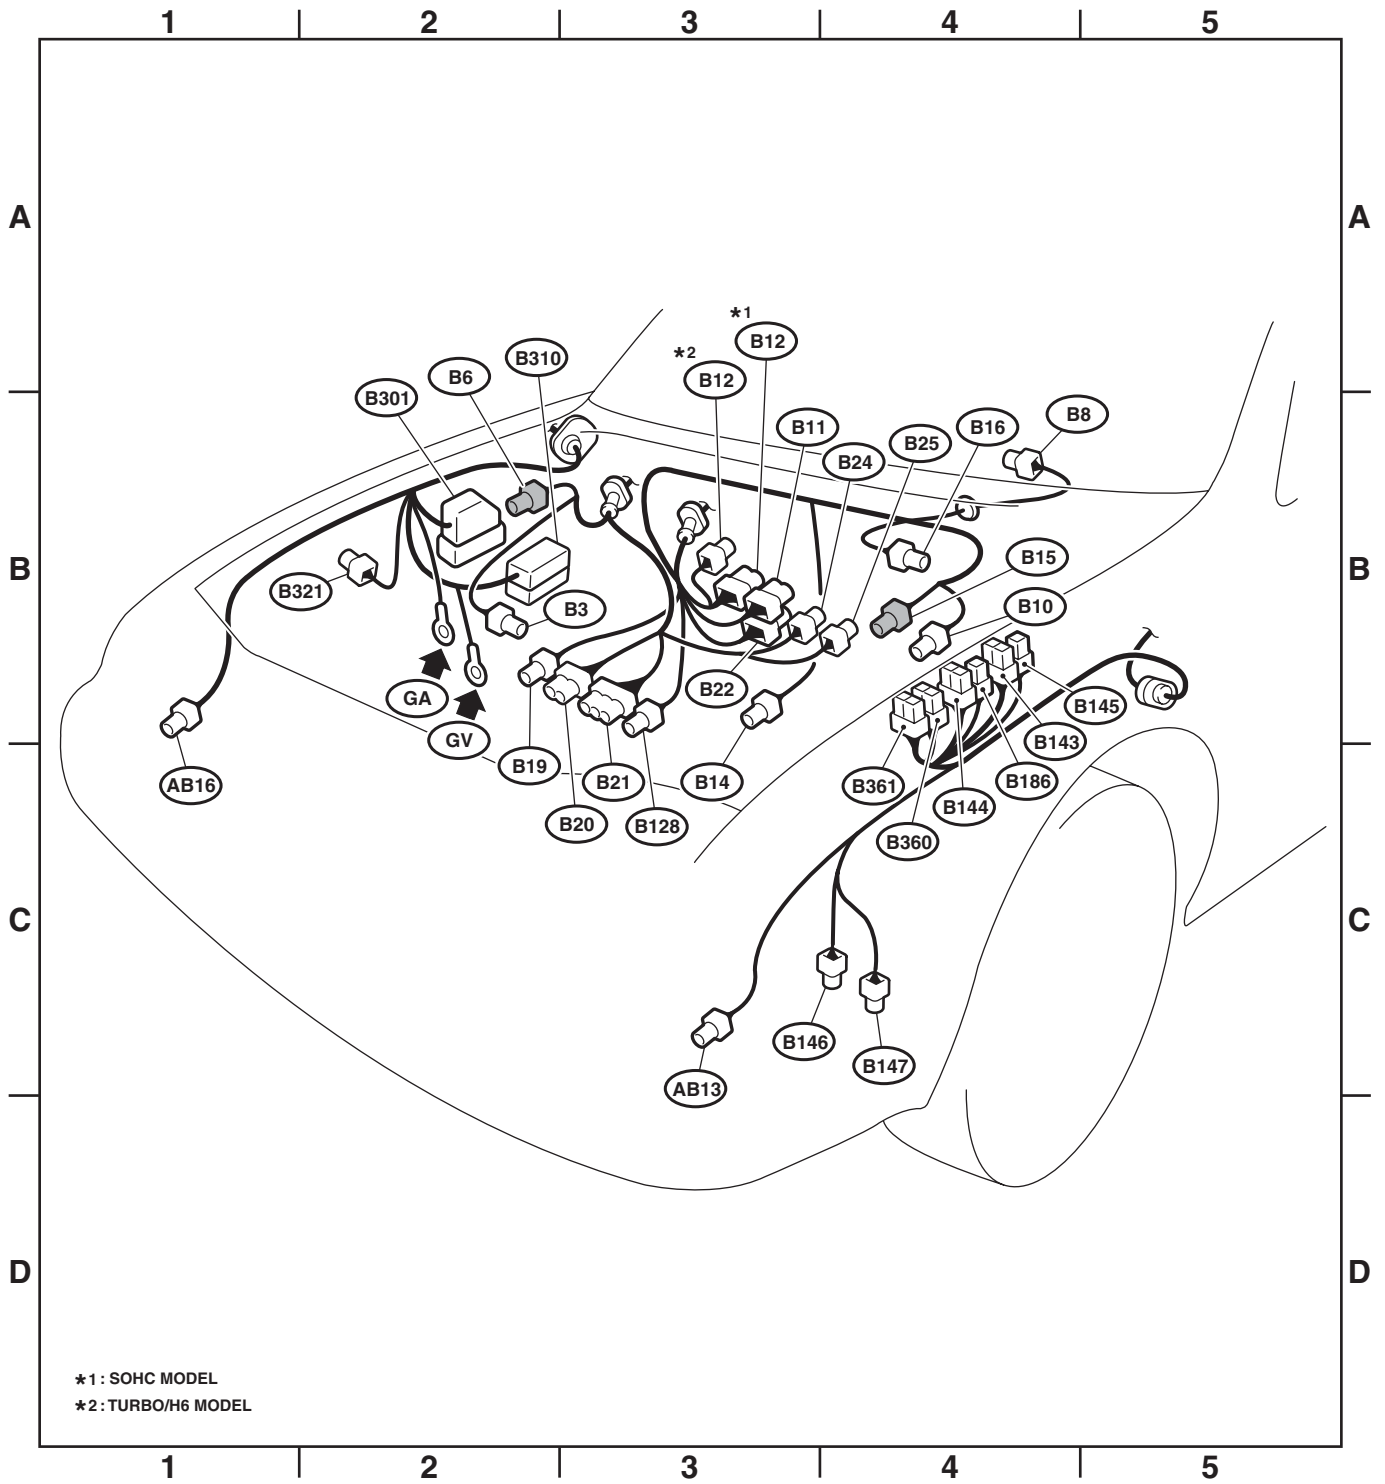 1 2 3 4 5
A A
*1
B12
*2
B12
B310
B6
B301
B11
B24
B25
B16
B8
B B
B321
B3
B15
B10
GA
GV
B22
B145
B143
B186
B144
B361
B360
AB16
B19
B20
B21
B128
B14
C C
B146
B147
AB13
D D
*1: SOHC MODEL
*2: TURBO/H6 MODEL
1 2 3 4 5